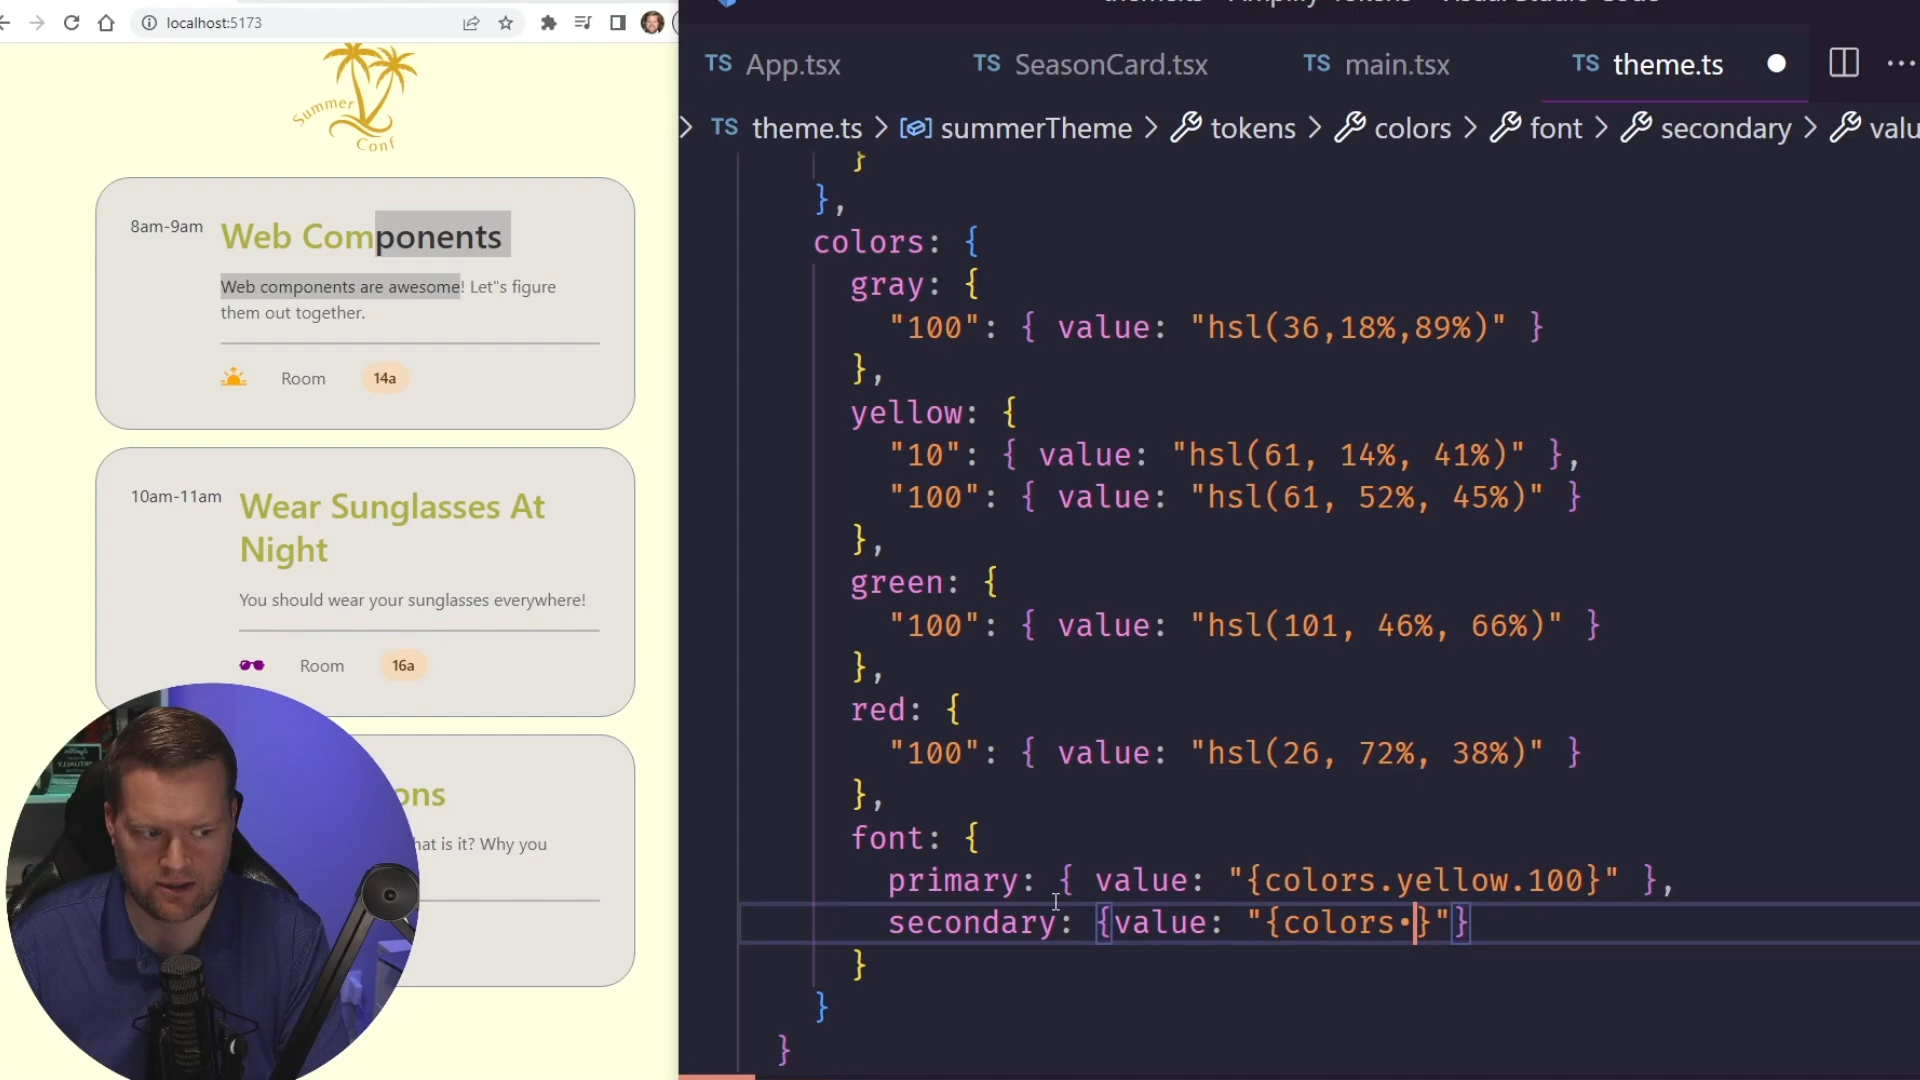 localhost:5173
Summer
Conf
8am-9am
Web Components
Web components are awesome! Let"s figure
them out together.
Room
14a
10am-11am
Wear Sunglasses At
Night
You should wear your sunglasses everywhere!
Room
16a
ons
hat is it? Why you
TS App.tsx
TS SeasonCard.tsx
TS main.tsx
TS theme.ts
TS theme.ts > summerTheme > tokens > colors > font > secondary > valu
}
},
colors: {
gray: {
"100": { value: "hsl(36,18%,89%)" }
},
yellow: {
"10": { value: "hsl(61, 14%, 41%)" },
"100": { value: "hsl(61, 52%, 45%)" }
},
green: {
"100": { value: "hsl(101, 46%, 66%)" }
},
red: {
"100": { value: "hsl(26, 72%, 38%)" }
},
font: {
primary: { value: "{colors.yellow.100}" },
secondary: {value: "{colors·}"}
}
}
}